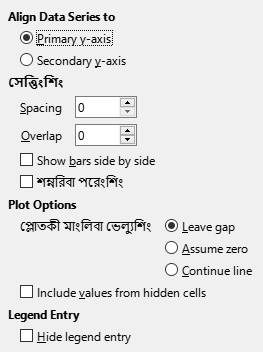 Align Data Series to
Primary y-axis
Secondary y-axis
সেত্তিংশিং
Spacing 0
Overlap 0
Show bars side by side
শন্নরিবা পরেংশিং
Plot Options
প্লোতকী মাংলিবা ভেল্যুশিং Leave gap
Assume zero
Continue line
Include values from hidden cells
Legend Entry
Hide legend entry